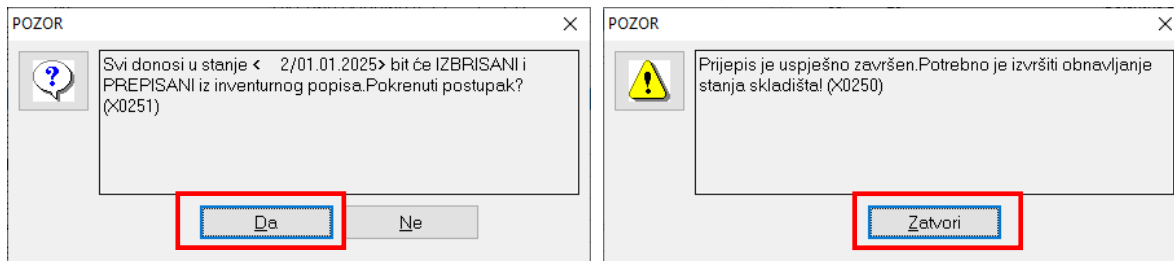 POZOR
Svi donosi u stanje <    2/01.01.2025> bit će IZBRISANI i
PREPISANI iz inventurnog popisa.Pokrenuti postupak?
(X0251)
Da
Ne
POZOR
Prijepis je uspješno završen.Potrebno je izvršiti obnavljanje
stanja skladišta! (X0250)
Zatvori